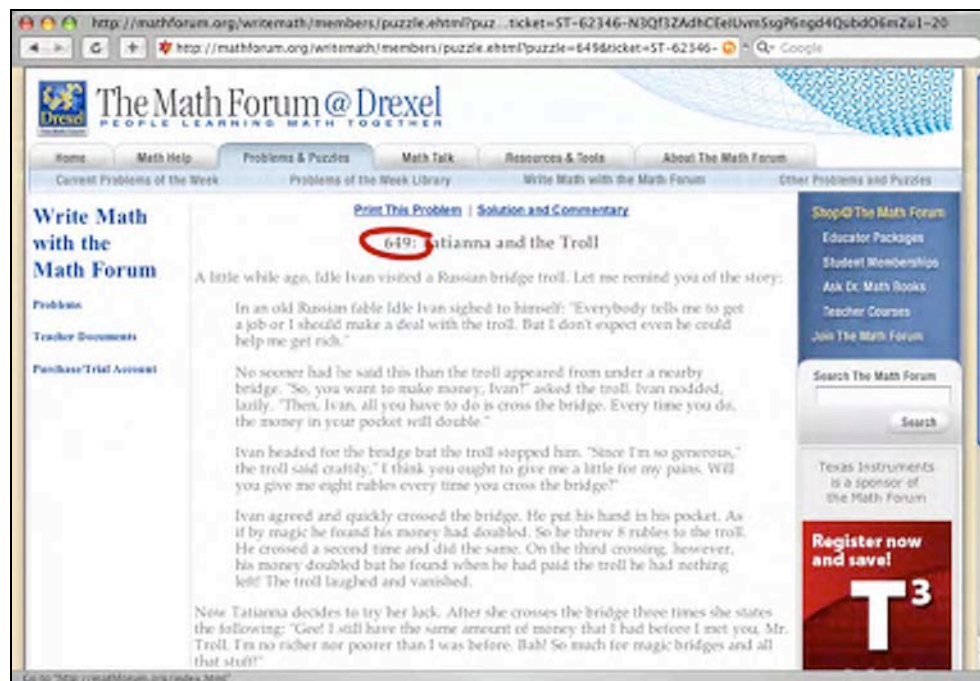 http://mathforum.org/writemath/members/puzzle.ehtml?puz...ticket=ST-62346-
http://mathforum.org/writemath/members/puzzle.ehtml?puzzle=649&ticket=ST-62346-
Google
The Math Forum @ Drexel
Drexel
PEOPLE LEARNING MATH TOGETHER
Home Math Help Problems & Puzzles Math Talk Resources & Tools About The Math Forum
Current Problems of the Week Problems of the Week Library Write Math with the Math Forum Other Problems and Puzzles
Write Math
with the
Math Forum
Problems
Teacher Documents
Purchase/Trial Account
Print This Problem | Solution and Commentary
649: Tatianna and the Troll
A little while ago, Idle Ivan visited a Russian bridge troll. Let me remind you of the story:
In an old Russian fable Idle Ivan sighed to himself: "Everybody tells me to get
a job or I should make a deal with the troll. But I don't expect even he could
help me get rich."
No sooner had he said this than the troll appeared from under a nearby
bridge. "So, you want to make money, Ivan?" asked the troll. Ivan nodded,
lazily. "Then, Ivan, all you have to do is cross the bridge. Every time you do,
the money in your pocket will double."
Ivan headed for the bridge but the troll stopped him. "Since I'm so generous,"
the troll said craftily," I think you ought to give me a little for my pains. Will
you give me eight rubles every time you cross the bridge?"
Ivan agreed and quickly crossed the bridge. He put his hand in his pocket. As
if by magic he found his money had doubled. So he threw 8 rubles to the troll.
He crossed a second time and did the same. On the third crossing, however,
his money doubled but he found when he had paid the troll he had nothing
left! The troll laughed and vanished.
Now Tatianna decides to try her luck. After she crosses the bridge three times she states
the following: "Gee! I still have the same amount of money that I had before I met you, Mr.
Troll. I'm no richer nor poorer than I was before. Bah! So much for magic bridges and all
that stuff!"
Shop@The Math Forum
Educator Packages
Student Memberships
Ask Dr. Math Books
Teacher Courses
Join The Math Forum
Search The Math Forum
Search
Texas Instruments
is a sponsor of
the Math Forum
Register now
and save!
T3
Go to "http://mathforum.org/index.html"